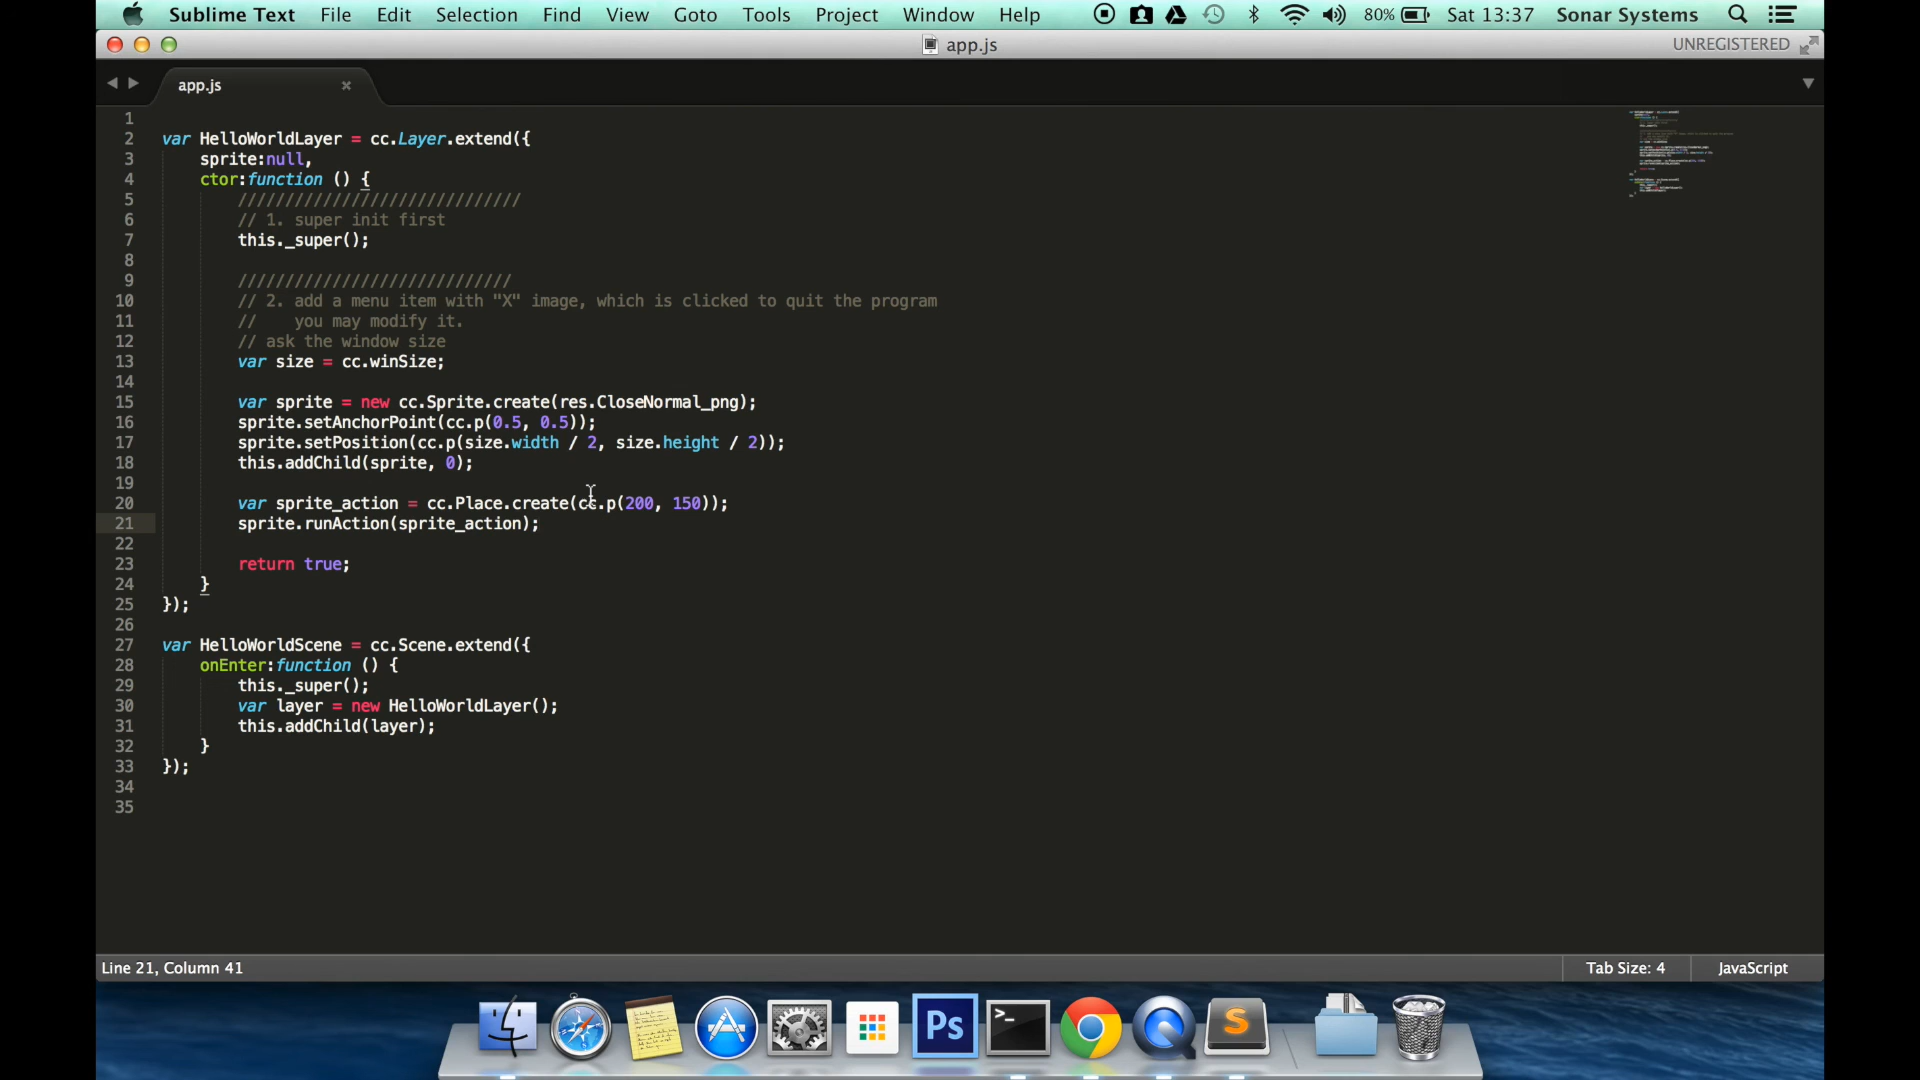 Sublime Text File Edit Selection Find View Goto Tools Project Window Help 80% Sat 13:37 Sonar Systems
app.js UNREGISTERED
app.js
1
2 var HelloWorldLayer = cc.Layer.extend({
3     sprite:null,
4     ctor:function () {
5         //////////////////////////////
6         // 1. super init first
7         this._super();
8
9         /////////////////////////////
10         // 2. add a menu item with "X" image, which is clicked to quit the program
11         //    you may modify it.
12         // ask the window size
13         var size = cc.winSize;
14
15         var sprite = new cc.Sprite.create(res.CloseNormal_png);
16         sprite.setAnchorPoint(cc.p(0.5, 0.5));
17         sprite.setPosition(cc.p(size.width / 2, size.height / 2));
18         this.addChild(sprite, 0);
19
20         var sprite_action = cc.Place.create(cc.p(200, 150));
21         sprite.runAction(sprite_action);
22
23         return true;
24     }
25 });
26
27 var HelloWorldScene = cc.Scene.extend({
28     onEnter:function () {
29         this._super();
30         var layer = new HelloWorldLayer();
31         this.addChild(layer);
32     }
33 });
34
35
Line 21, Column 41 Tab Size: 4 JavaScript
Ps >_ S